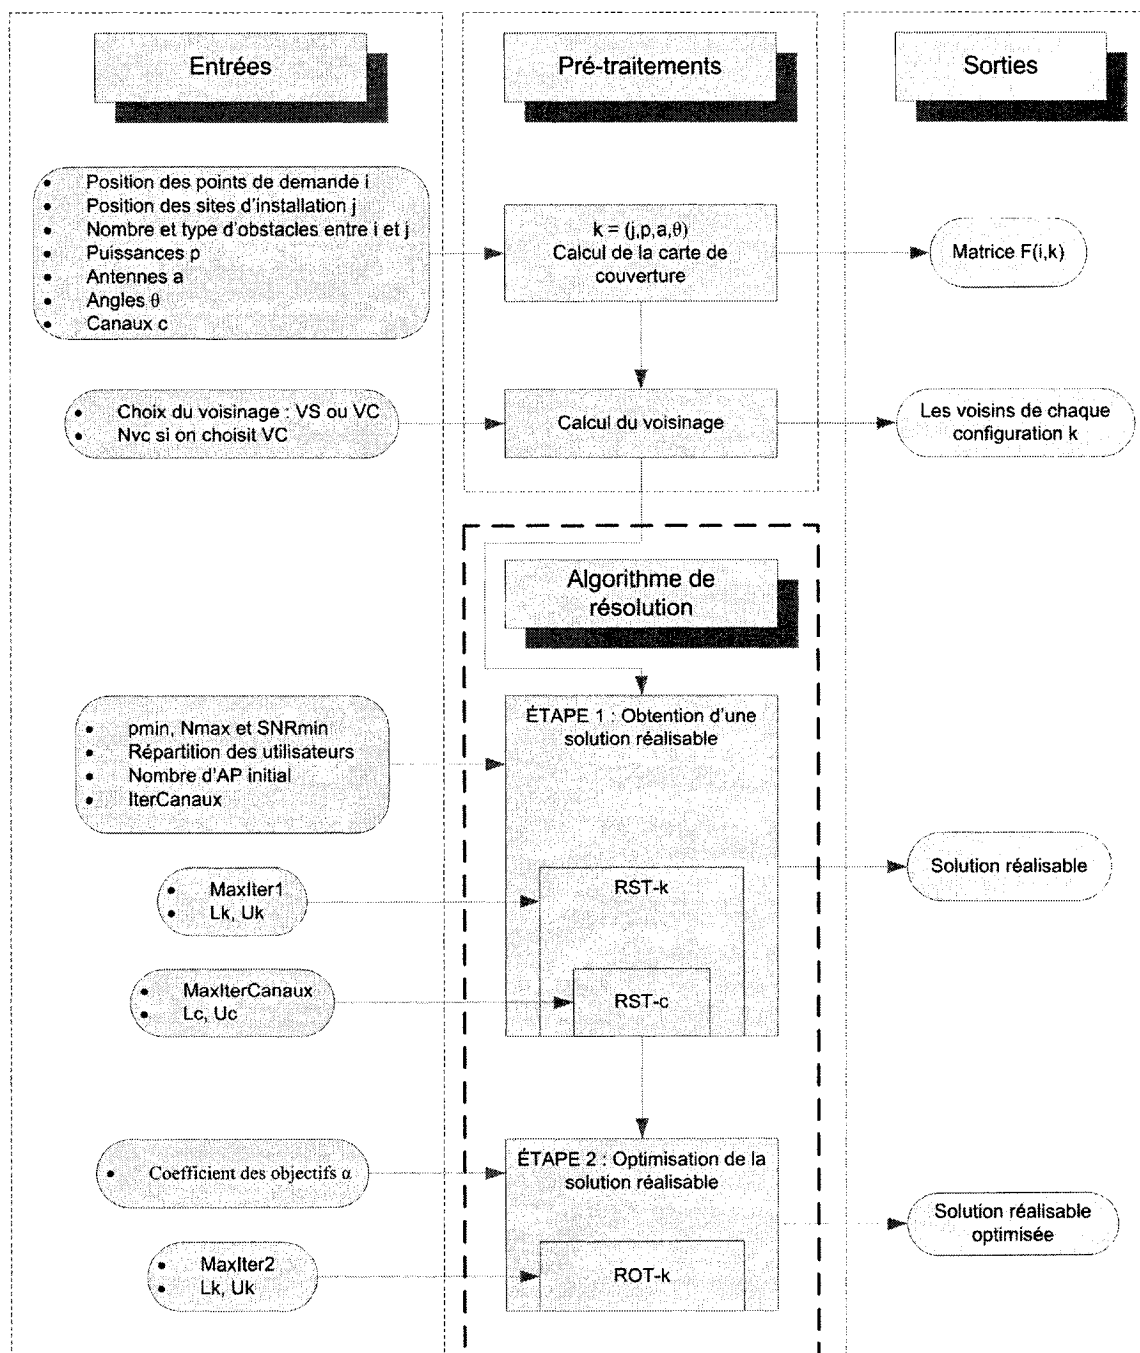 Entrées
Pré-traitements
Sorties
• Position des points de demande i
• Position des sites d'installation j
• Nombre et type d'obstacles entre i et j
• Puissances p
• Antennes a
• Angles θ
• Canaux c
k = (j,p,a,θ)
Calcul de la carte de
couverture
Matrice F(i,k)
• Choix du voisinage : VS ou VC
• Nvc si on choisit VC
Calcul du voisinage
Les voisins de chaque
configuration k
Algorithme de
résolution
• pmin, Nmax et SNRmin
• Répartition des utilisateurs
• Nombre d'AP initial
• IterCanaux
ÉTAPE 1 : Obtention d'une
solution réalisable
Solution réalisable
• MaxIter1
• Lk, Uk
RST-k
• MaxIterCanaux
• Lc, Uc
RST-c
• Coefficient des objectifs α
ÉTAPE 2 : Optimisation de la
solution réalisable
Solution réalisable
optimisée
• MaxIter2
• Lk, Uk
ROT-k